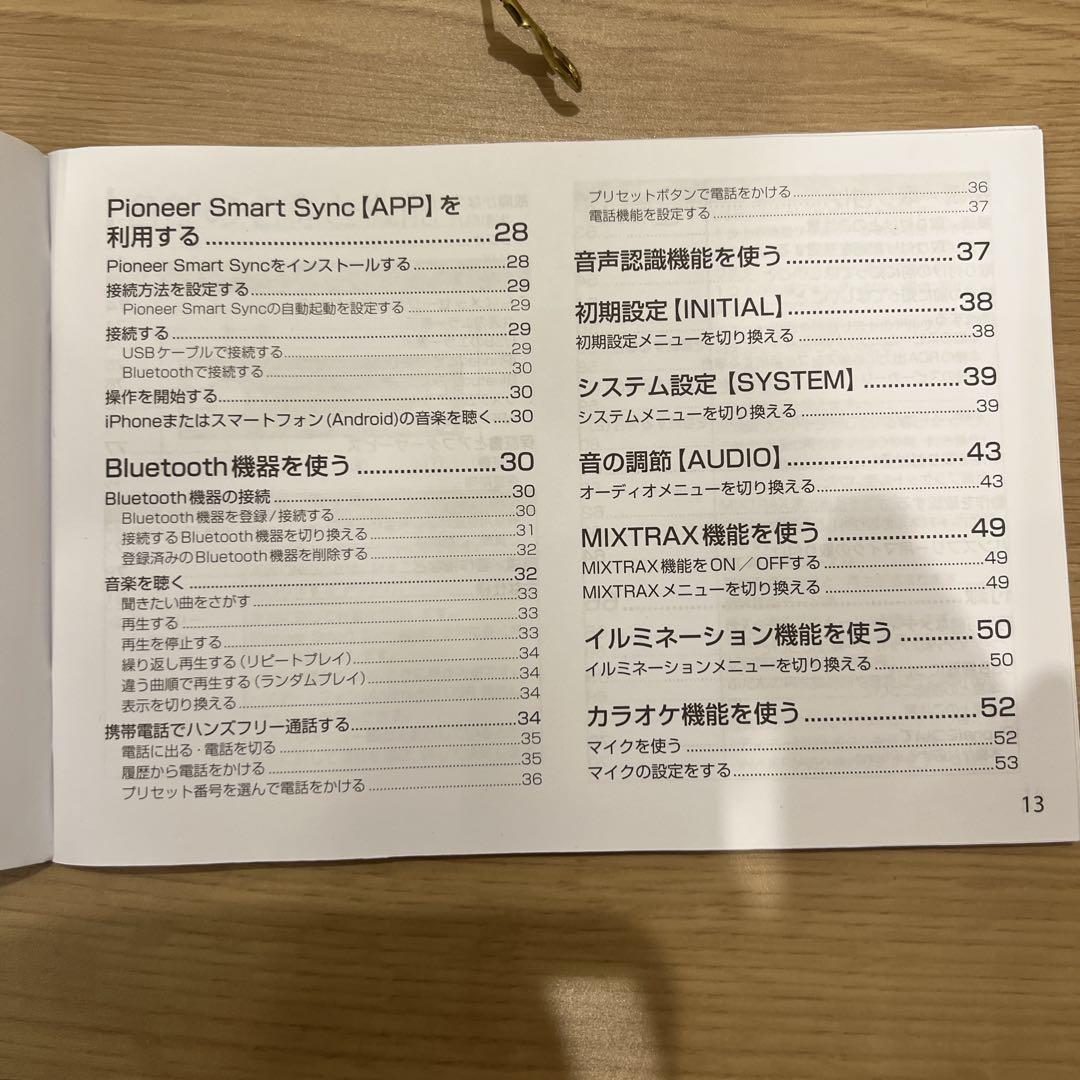 Pioneer Smart Sync【APP】を
利用する 28
Pioneer Smart Syncをインストールする 28
接続方法を設定する 29
Pioneer Smart Syncの自動起動を設定する 29
接続する 29
USBケーブルで接続する 29
Bluetoothで接続する 30
操作を開始する 30
iPhoneまたはスマートフォン(Android)の音楽を聴く 30
Bluetooth機器を使う 30
Bluetooth機器の接続 30
Bluetooth機器を登録/接続する 30
接続するBluetooth機器を切り換える 31
登録済みのBluetooth機器を削除する 32
音楽を聴く 32
聞きたい曲をさがす 33
再生する 33
再生を停止する 33
繰り返し再生する(リピートプレイ) 34
違う曲順で再生する(ランダムプレイ) 34
表示を切り換える 34
携帯電話でハンズフリー通話する 34
電話に出る・電話を切る 35
履歴から電話をかける 35
プリセット番号を選んで電話をかける 36
プリセットボタンで電話をかける 36
電話機能を設定する 37
音声認識機能を使う 37
初期設定【INITIAL】 38
初期設定メニューを切り換える 38
システム設定【SYSTEM】 39
システムメニューを切り換える 39
音の調節【AUDIO】 43
オーディオメニューを切り換える 43
MIXTRAX機能を使う 49
MIXTRAX機能をON／OFFする 49
MIXTRAXメニューを切り換える 49
イルミネーション機能を使う 50
イルミネーションメニューを切り換える 50
カラオケ機能を使う 52
マイクを使う 52
マイクの設定をする 53
13